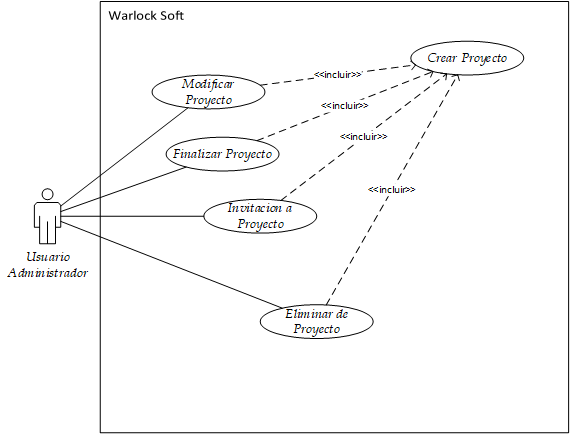 Warlock Soft
Crear Proyecto
<<incluir>>
Modificar
Proyecto
<<incluir>>
<<incluir>>
Finalizar Proyecto
<<incluir>>
Invitacion a
Proyecto
Usuario
Administrador
Eliminar de
Proyecto